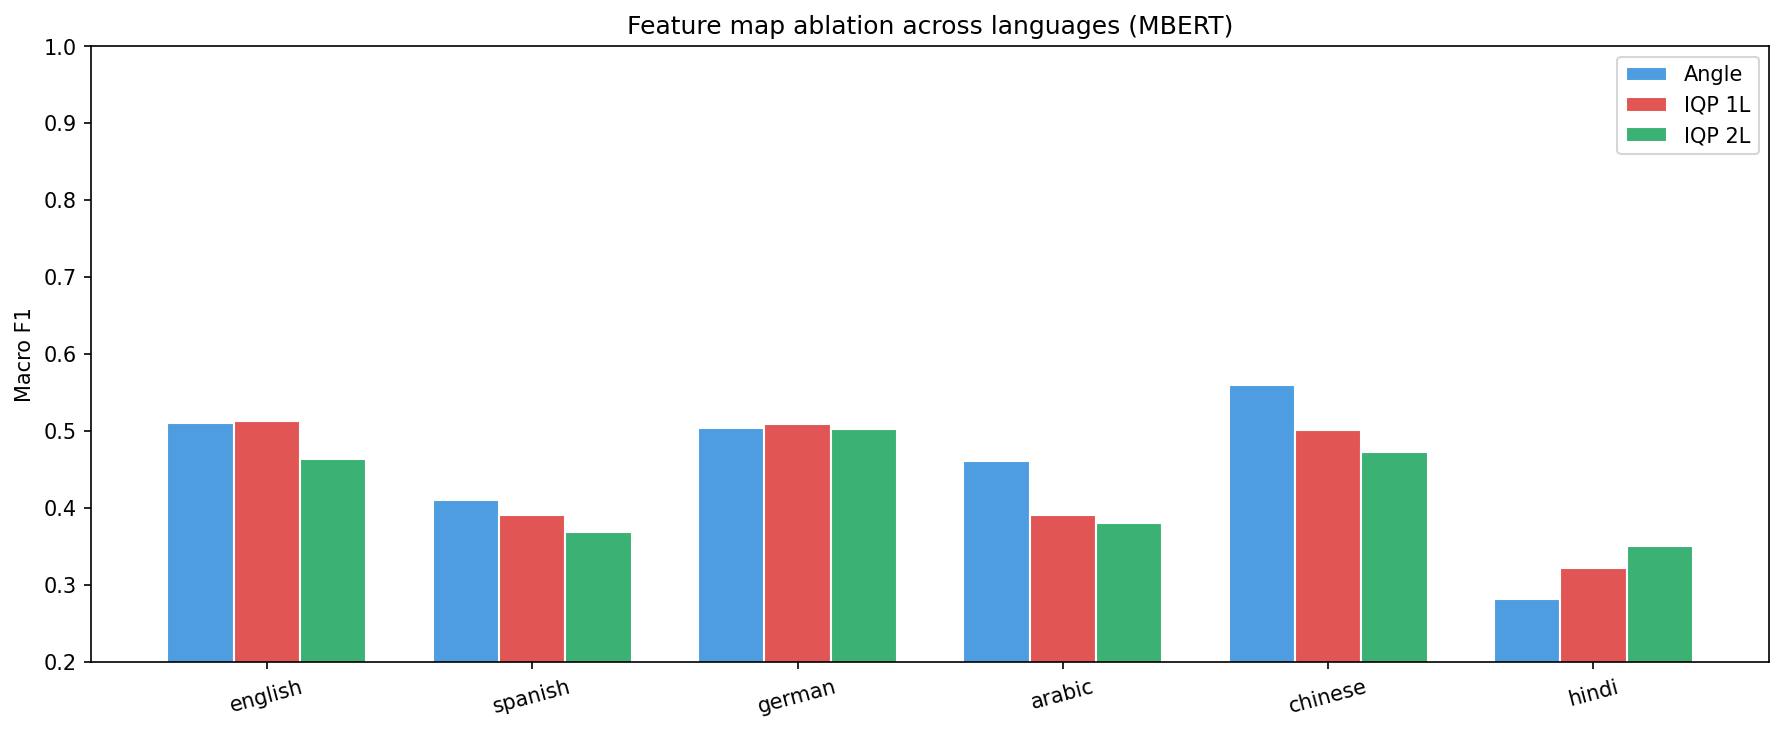 Feature map ablation across languages (MBERT)
Macro F1
1.0
0.9
0.8
0.7
0.6
0.5
0.4
0.3
0.2
Angle
IQP 1L
IQP 2L
english
spanish
german
arabic
chinese
hindi